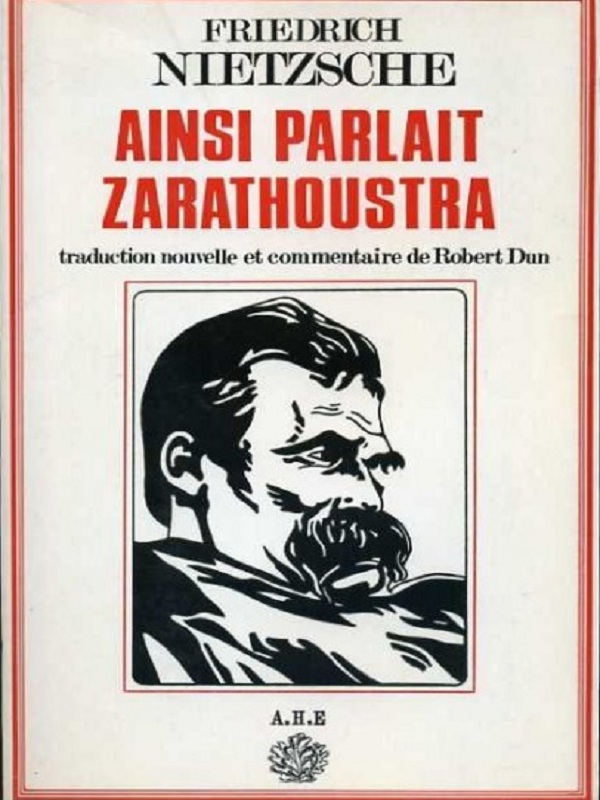 FRIEDRICH
NIETZSCHE
AINSI PARLAIT
ZARATHOUSTRA
traduction nouvelle et commentaire de Robert Dun
A.H.E